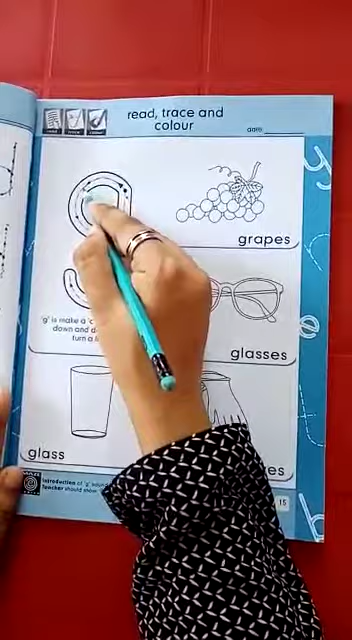 read, trace and
colour
date:
grapes
'g' is make a 'c
down and
turn a
glasses
glass
es
Introduction of 'g' sound
Teacher should
15